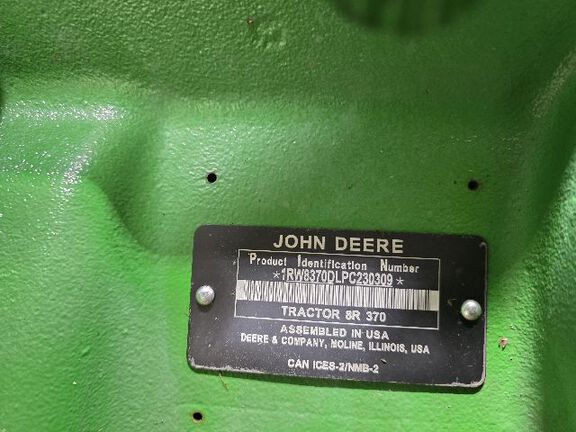 JOHN DEERE
Product Identification Number
*1RW8370DLPC230309*
TRACTOR 8R 370
ASSEMBLED IN USA
DEERE & COMPANY, MOLINE, ILLINOIS, USA
CAN ICES-2/NMB-2